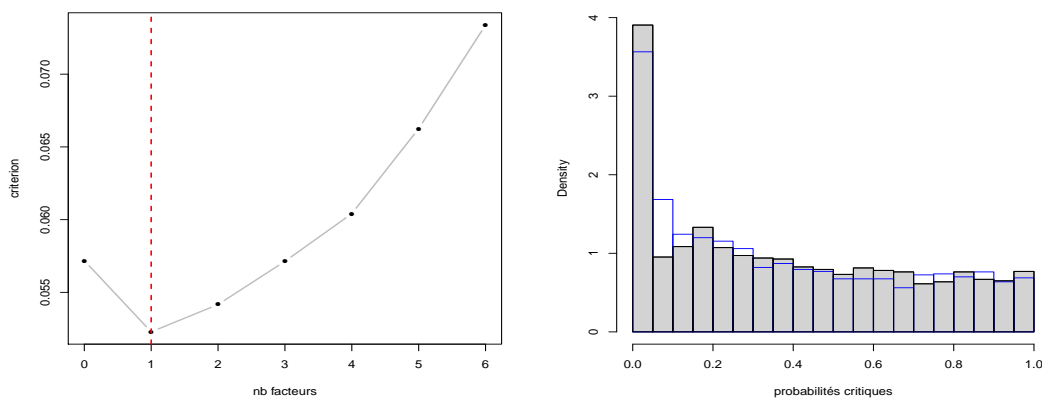 0.070
0.065
0.060
0.055
criterion
0 1 2 3 4 5 6
nb facteurs
4
3
2
1
0
Density
0.0 0.2 0.4 0.6 0.8 1.0
probabilités critiques